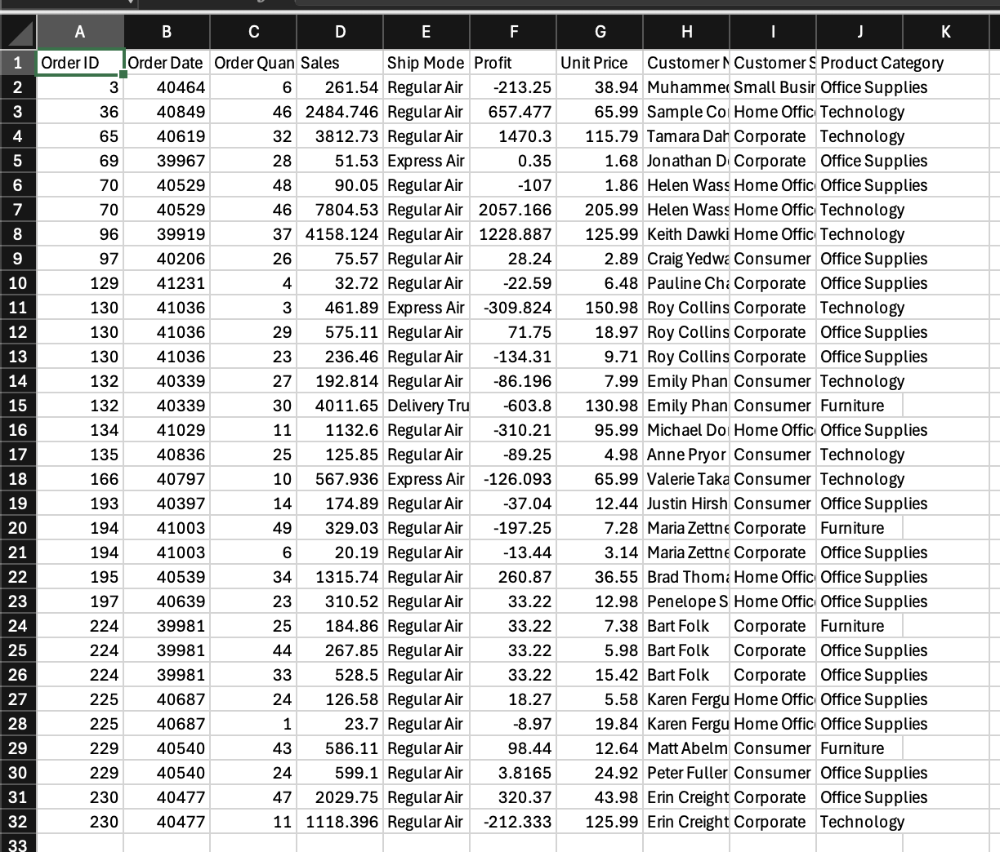 A B C D E F G H I J K
1 Order ID Order Date Order Quan Sales Ship Mode Profit Unit Price Customer N Customer S Product Category
2 3 40464 6 261.54 Regular Air -213.25 38.94 Muhammed Small Busin Office Supplies
3 36 40849 46 2484.746 Regular Air 657.477 65.99 Sample Co Home Offic Technology
4 65 40619 32 3812.73 Regular Air 1470.3 115.79 Tamara Dah Corporate Technology
5 69 39967 28 51.53 Express Air 0.35 1.68 Jonathan D Corporate Office Supplies
6 70 40529 48 90.05 Regular Air -107 1.86 Helen Wass Home Offic Office Supplies
7 70 40529 46 7804.53 Regular Air 2057.166 205.99 Helen Wass Home Offic Technology
8 96 39919 37 4158.124 Regular Air 1228.887 125.99 Keith Dawki Home Offic Technology
9 97 40206 26 75.57 Regular Air 28.24 2.89 Craig Yedwa Consumer Office Supplies
10 129 41231 4 32.72 Regular Air -22.59 6.48 Pauline Cha Corporate Office Supplies
11 130 41036 3 461.89 Express Air -309.824 150.98 Roy Collins Corporate Technology
12 130 41036 29 575.11 Regular Air 71.75 18.97 Roy Collins Corporate Office Supplies
13 130 41036 23 236.46 Regular Air -134.31 9.71 Roy Collins Corporate Office Supplies
14 132 40339 27 192.814 Regular Air -86.196 7.99 Emily Phan Consumer Technology
15 132 40339 30 4011.65 Delivery Tru -603.8 130.98 Emily Phan Consumer Furniture
16 134 41029 11 1132.6 Regular Air -310.21 95.99 Michael Do Home Offic Office Supplies
17 135 40836 25 125.85 Regular Air -89.25 4.98 Anne Pryor Consumer Technology
18 166 40797 10 567.936 Express Air -126.093 65.99 Valerie Taka Consumer Technology
19 193 40397 14 174.89 Regular Air -37.04 12.44 Justin Hirsh Consumer Office Supplies
20 194 41003 49 329.03 Regular Air -197.25 7.28 Maria Zettne Corporate Furniture
21 194 41003 6 20.19 Regular Air -13.44 3.14 Maria Zettne Corporate Office Supplies
22 195 40539 34 1315.74 Regular Air 260.87 36.55 Brad Thoma Home Offic Office Supplies
23 197 40639 23 310.52 Regular Air 33.22 12.98 Penelope S Home Offic Office Supplies
24 224 39981 25 184.86 Regular Air 33.22 7.38 Bart Folk Corporate Furniture
25 224 39981 44 267.85 Regular Air 33.22 5.98 Bart Folk Corporate Office Supplies
26 224 39981 33 528.5 Regular Air 33.22 15.42 Bart Folk Corporate Office Supplies
27 225 40687 24 126.58 Regular Air 18.27 5.58 Karen Fergu Home Offic Office Supplies
28 225 40687 1 23.7 Regular Air -8.97 19.84 Karen Fergu Home Offic Office Supplies
29 229 40540 43 586.11 Regular Air 98.44 12.64 Matt Abelm Consumer Furniture
30 229 40540 24 599.1 Regular Air 3.8165 24.92 Peter Fuller Consumer Office Supplies
31 230 40477 47 2029.75 Regular Air 320.37 43.98 Erin Creight Corporate Office Supplies
32 230 40477 11 1118.396 Regular Air -212.333 125.99 Erin Creight Corporate Technology
33